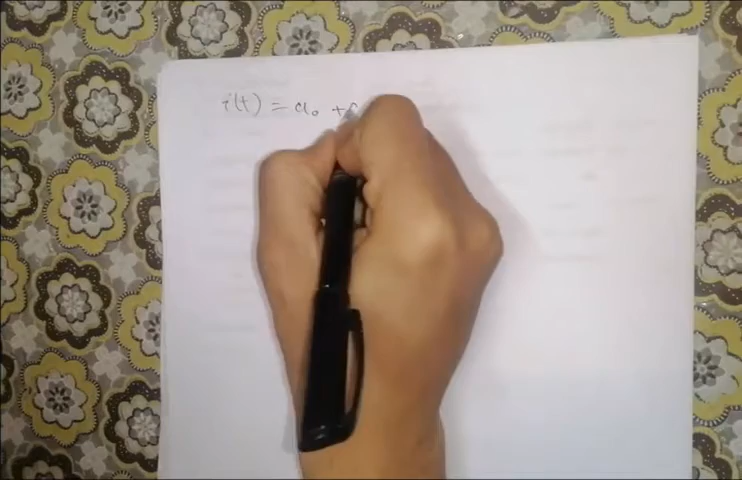 i(t) = a₀ +